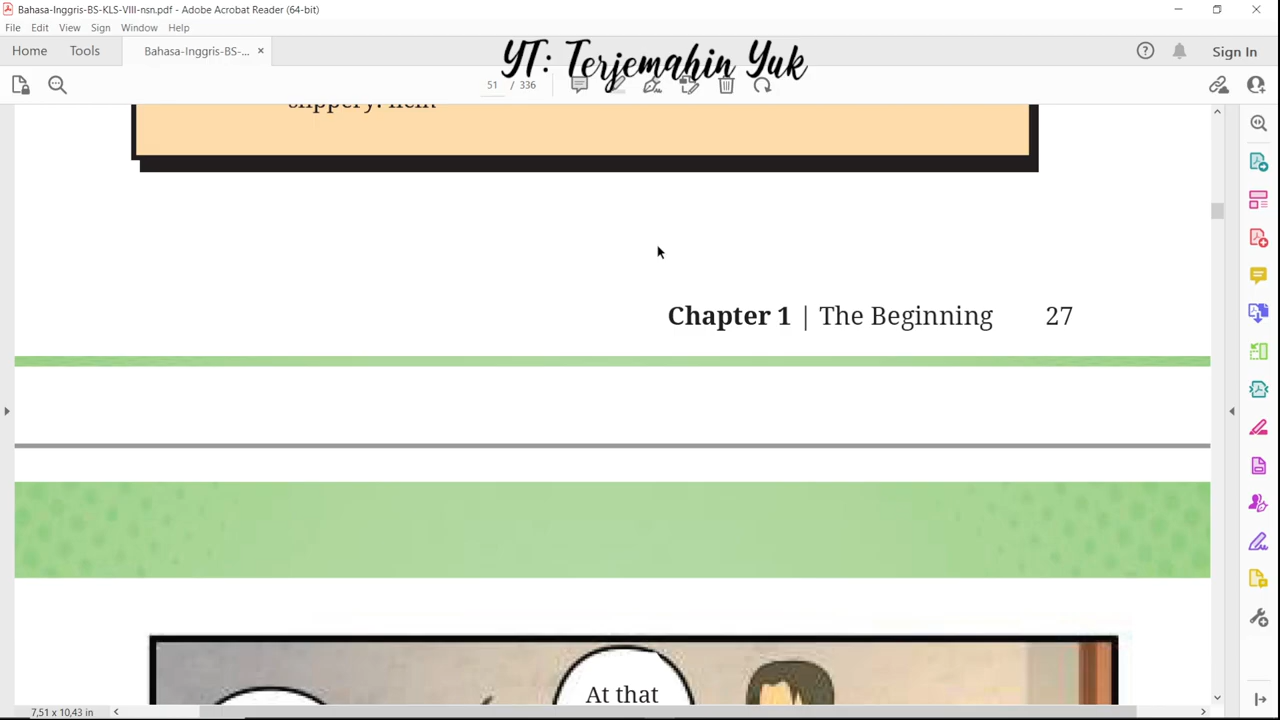 Bahasa-Inggris-BS-KLS-VIII-nsn.pdf - Adobe Acrobat Reader (64-bit)
File Edit View Sign Window Help
Home Tools Bahasa-Inggris-BS-... × Sign In
YT: Terjemahin Yuk
51 / 336
Chapter 1 | The Beginning 27
At that
7,51 x 10,43 in